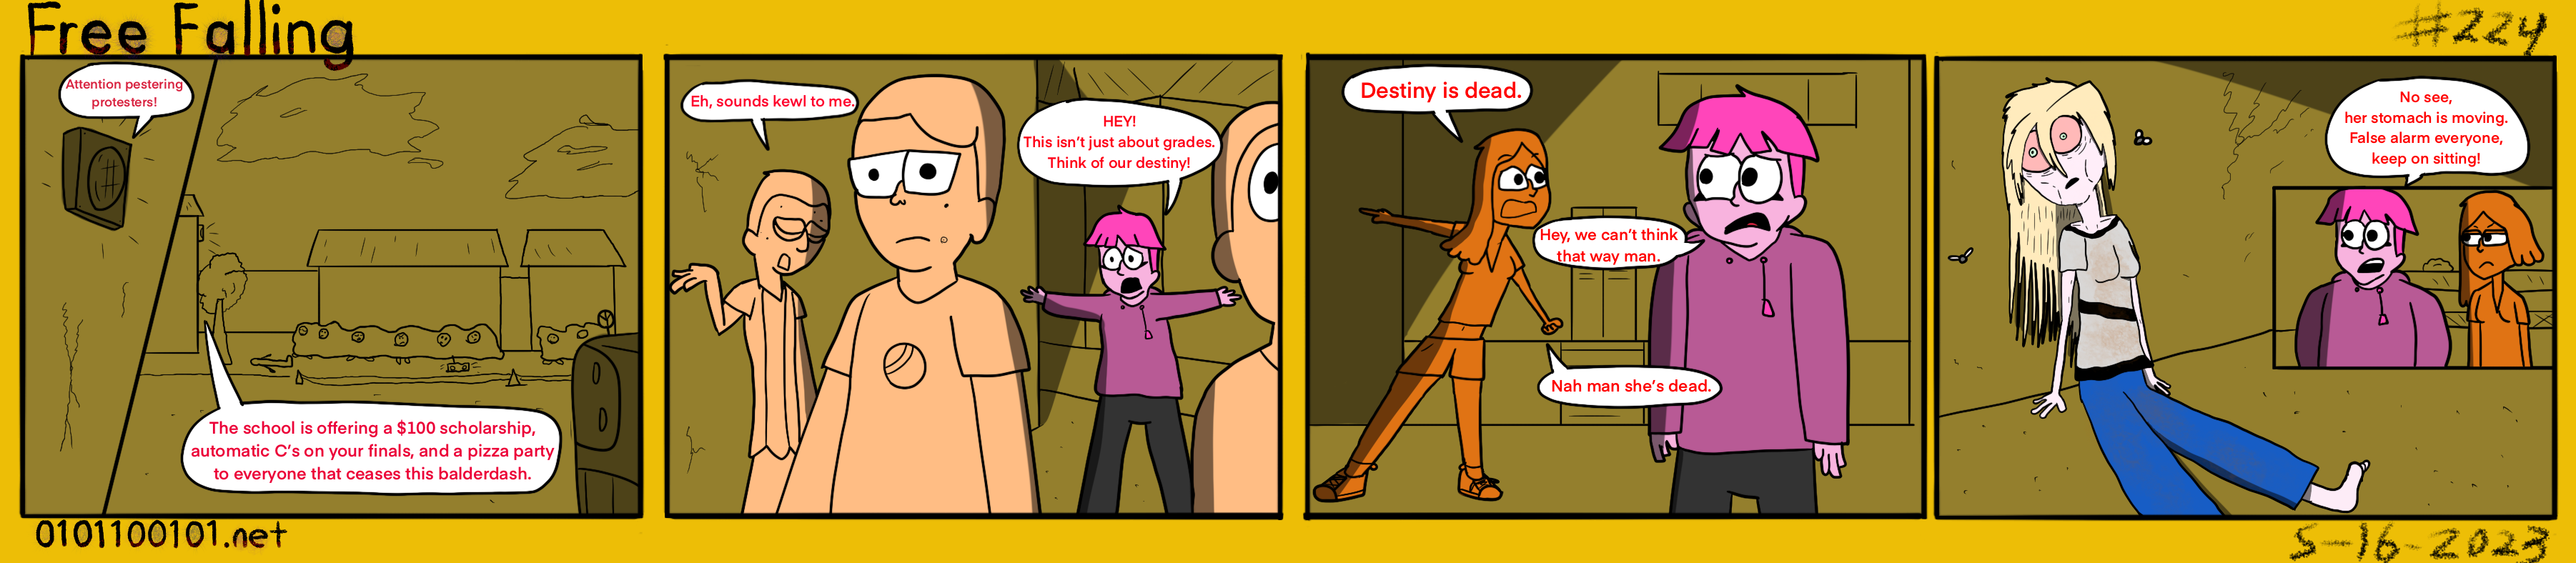 Free Falling
#224
Attention pestering
protesters!
The school is offering a $100 scholarship,
automatic C's on your finals, and a pizza party
to everyone that ceases this balderdash.
Eh, sounds kewl to me.
HEY!
This isn't just about grades.
Think of our destiny!
Destiny is dead.
Hey, we can't think
that way man.
Nah man she's dead.
No see,
her stomach is moving.
False alarm everyone,
keep on sitting!
0101100101.net
5-16-2023